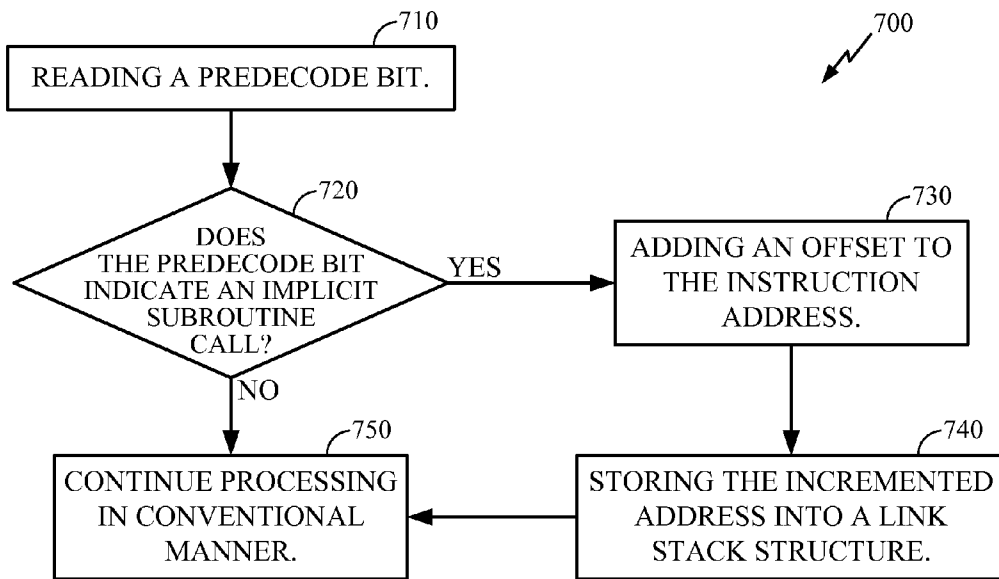 710
700
READING A PREDECODE BIT.
720
DOES
THE PREDECODE BIT
INDICATE AN IMPLICIT
SUBROUTINE
CALL?
YES
NO
730
ADDING AN OFFSET TO
THE INSTRUCTION
ADDRESS.
740
STORING THE INCREMENTED
ADDRESS INTO A LINK
STACK STRUCTURE.
750
CONTINUE PROCESSING
IN CONVENTIONAL
MANNER.